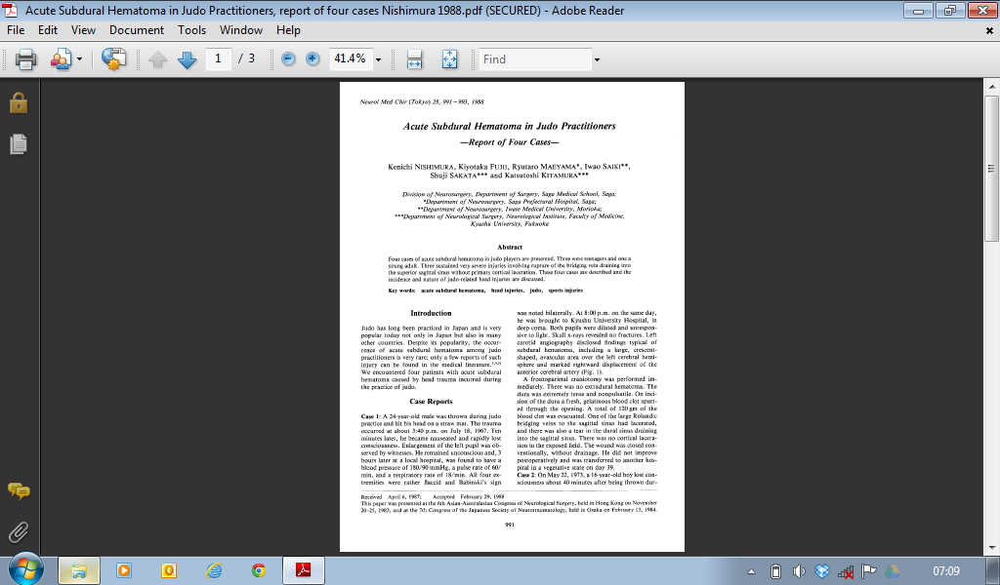 Acute Subdural Hematoma in Judo Practitioners, report of four cases Nishimura 1988.pdf (SECURED) - Adobe Reader
File Edit View Document Tools Window Help
1 / 3 41.4% Find
Neurol Med Chir (Tokyo) 28, 991-993, 1988
Acute Subdural Hematoma in Judo Practitioners
—Report of Four Cases—
Kenichi NISHIMURA, Kiyotaka FUJII, Ryutaro MAEYAMA*, Iwao SAIKI**,
Shuji SAKATA*** and Katsutoshi KITAMURA***
Division of Neurosurgery, Department of Surgery, Saga Medical School, Saga;
*Department of Neurosurgery, Saga Prefectural Hospital, Saga;
**Department of Neurosurgery, Iwate Medical University, Morioka;
***Department of Neurological Surgery, Neurological Institute, Faculty of Medicine,
Kyushu University, Fukuoka
Abstract
Four cases of acute subdural hematoma in judo players are presented. Three were teenagers and one a
young adult. Three sustained very severe injuries involving rupture of the bridging vein draining into
the superior sagittal sinus without primary cortical laceration. These four cases are described and the
incidence and nature of judo-related head injuries are discussed.
Key words: acute subdural hematoma, head injuries, judo, sports injuries
Introduction
Judo has long been practiced in Japan and is very
popular today not only in Japan but also in many
other countries. Despite its popularity, the occur-
rence of acute subdural hematoma among judo
practitioners is very rare; only a few reports of such
injury can be found in the medical literature.
We encountered four patients with acute subdural
hematoma caused by head trauma incurred during
the practice of judo.
Case Reports
Case 1: A 24-year-old male was thrown during judo
practice and hit his head on a straw mat. The trauma
occurred at about 3:40 p.m. on July 18, 1967. Ten
minutes later, he became nauseated and rapidly lost
consciousness. Enlargement of the left pupil was ob-
served by witnesses. He remained unconscious and, 3
hours later at a local hospital, was found to have a
blood pressure of 180/90 mmHg, a pulse rate of 60/
min, and a respiratory rate of 18/min. All four ex-
tremities were rather flaccid and Babinski's sign
was noted bilaterally. At 8:00 p.m. on the same day,
he was brought to Kyushu University Hospital, in
deep coma. Both pupils were dilated and unrespon-
sive to light. Skull x-rays revealed no fractures. Left
carotid angiography disclosed findings typical of
subdural hematoma, including a large, crescent-
shaped, avascular area over the left cerebral hemi-
sphere and marked rightward displacement of the
anterior cerebral artery (Fig. 1).
A frontoparietal craniotomy was performed im-
mediately. There was no extradural hematoma. The
dura was extremely tense and nonpulsatile. On inci-
sion of the dura a fresh, gelatinous blood clot spurt-
ed through the opening. A total of 120 gm of the
blood clot was evacuated. One of the large Rolandic
bridging veins to the sagittal sinus had lacerated,
and there was also a tear in the dural sinus draining
into the sagittal sinus. There was no cortical lacera-
tion in the exposed field. The wound was closed con-
ventionally, without drainage. He did not improve
postoperatively and was transferred to another hos-
pital in a vegetative state on day 39.
Case 2: On May 22, 1973, a 16-year-old boy lost con-
sciousness about 40 minutes after being thrown dur-
Received April 6, 1987; Accepted February 29, 1988
This paper was presented at the 6th Asian-Australasian Congress of Neurological Surgery, held in Hong Kong on November
20-25, 1983, and at the 7th Congress of the Japanese Society of Neurotraumatology, held in Osaka on February 13, 1984.
991
07:09